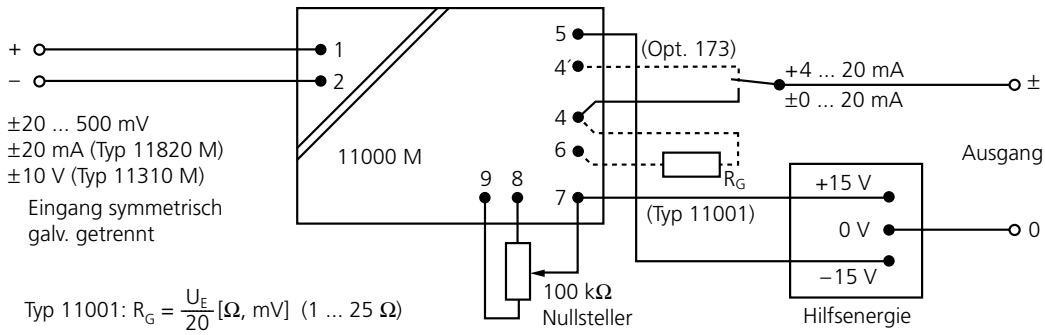 + 1
− 2
±20 ... 500 mV
±20 mA (Typ 11820 M)
±10 V (Typ 11310 M)
Eingang symmetrisch
galv. getrennt
11000 M
5
4´
4
6
7
9 8
(Opt. 173)
+4 ... 20 mA
±0 ... 20 mA
±
Ausgang
R_G
(Typ 11001)
+15 V
0 V
−15 V
0
Hilfsenergie
100 kΩ
Nullsteller
Typ 11001: R_G = U_E/20 [Ω, mV] (1 ... 25 Ω)